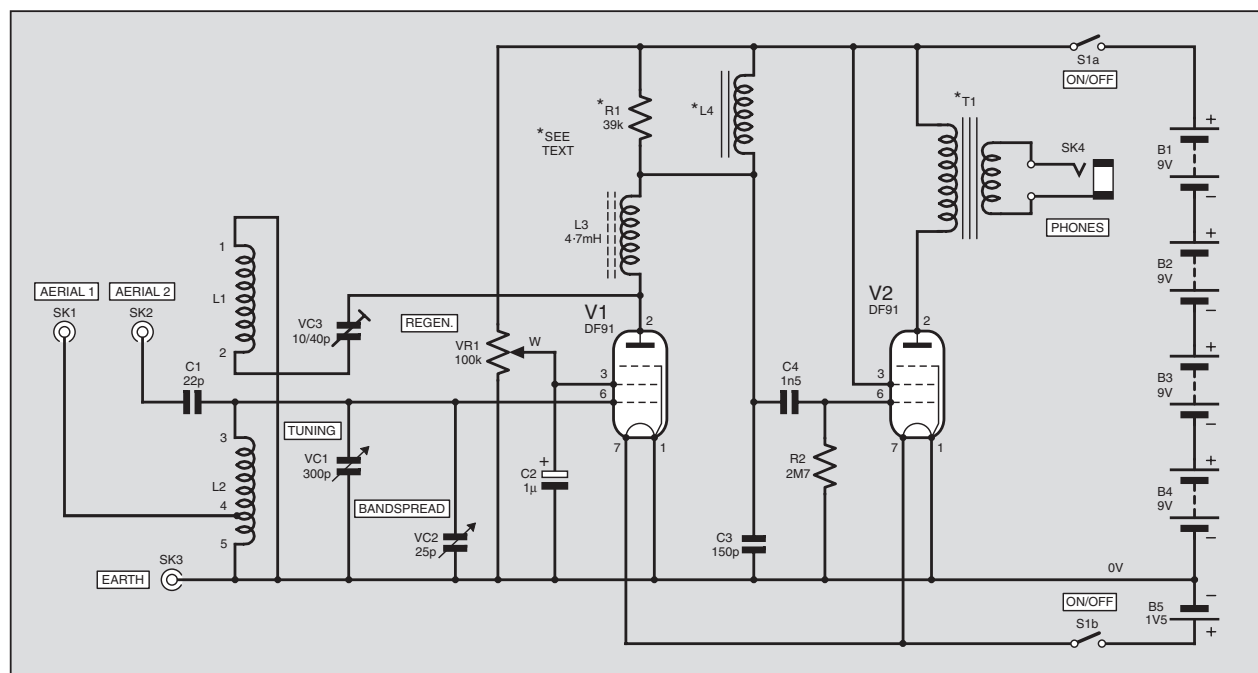 S1a
ON/OFF
*R1
39k
*L4
*T1
*SEE
TEXT
SK4
PHONES
+
B1
9V
−
L3
4·7mH
+
B2
9V
−
1
L1
2
AERIAL 1
AERIAL 2
SK1
SK2
C1
22p
VC3
10/40p
REGEN.
VR1
100k
W
V1
DF91
2
3
6
7
1
V2
DF91
2
3
6
7
1
C4
1n5
+
B3
9V
−
3
L2
4
5
TUNING
VC1
300p
BANDSPREAD
VC2
25p
+
C2
1µ
R2
2M7
C3
150p
+
B4
9V
−
SK3
EARTH
0V
ON/OFF
S1b
−
B5
1V5
+